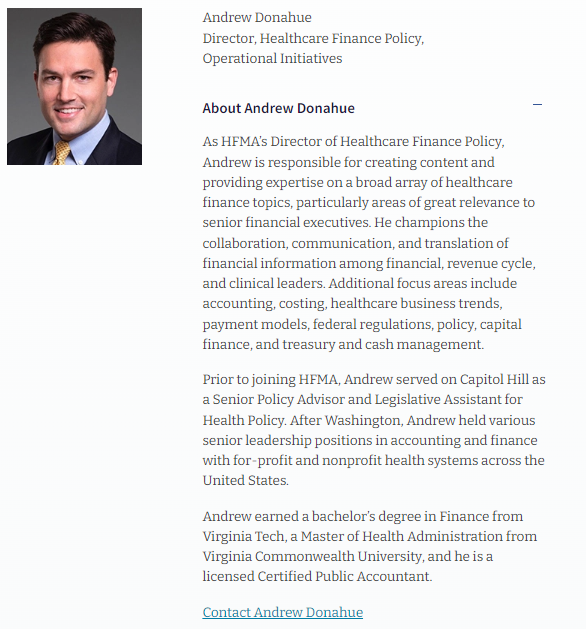 Andrew Donahue
Director, Healthcare Finance Policy,
Operational Initiatives
About Andrew Donahue
As HFMA's Director of Healthcare Finance Policy,
Andrew is responsible for creating content and
providing expertise on a broad array of healthcare
finance topics, particularly areas of great relevance to
senior financial executives. He champions the
collaboration, communication, and translation of
financial information among financial, revenue cycle,
and clinical leaders. Additional focus areas include
accounting, costing, healthcare business trends,
payment models, federal regulations, policy, capital
finance, and treasury and cash management.
Prior to joining HFMA, Andrew served on Capitol Hill as
a Senior Policy Advisor and Legislative Assistant for
Health Policy. After Washington, Andrew held various
senior leadership positions in accounting and finance
with for-profit and nonprofit health systems across the
United States.
Andrew earned a bachelor's degree in Finance from
Virginia Tech, a Master of Health Administration from
Virginia Commonwealth University, and he is a
licensed Certified Public Accountant.
Contact Andrew Donahue